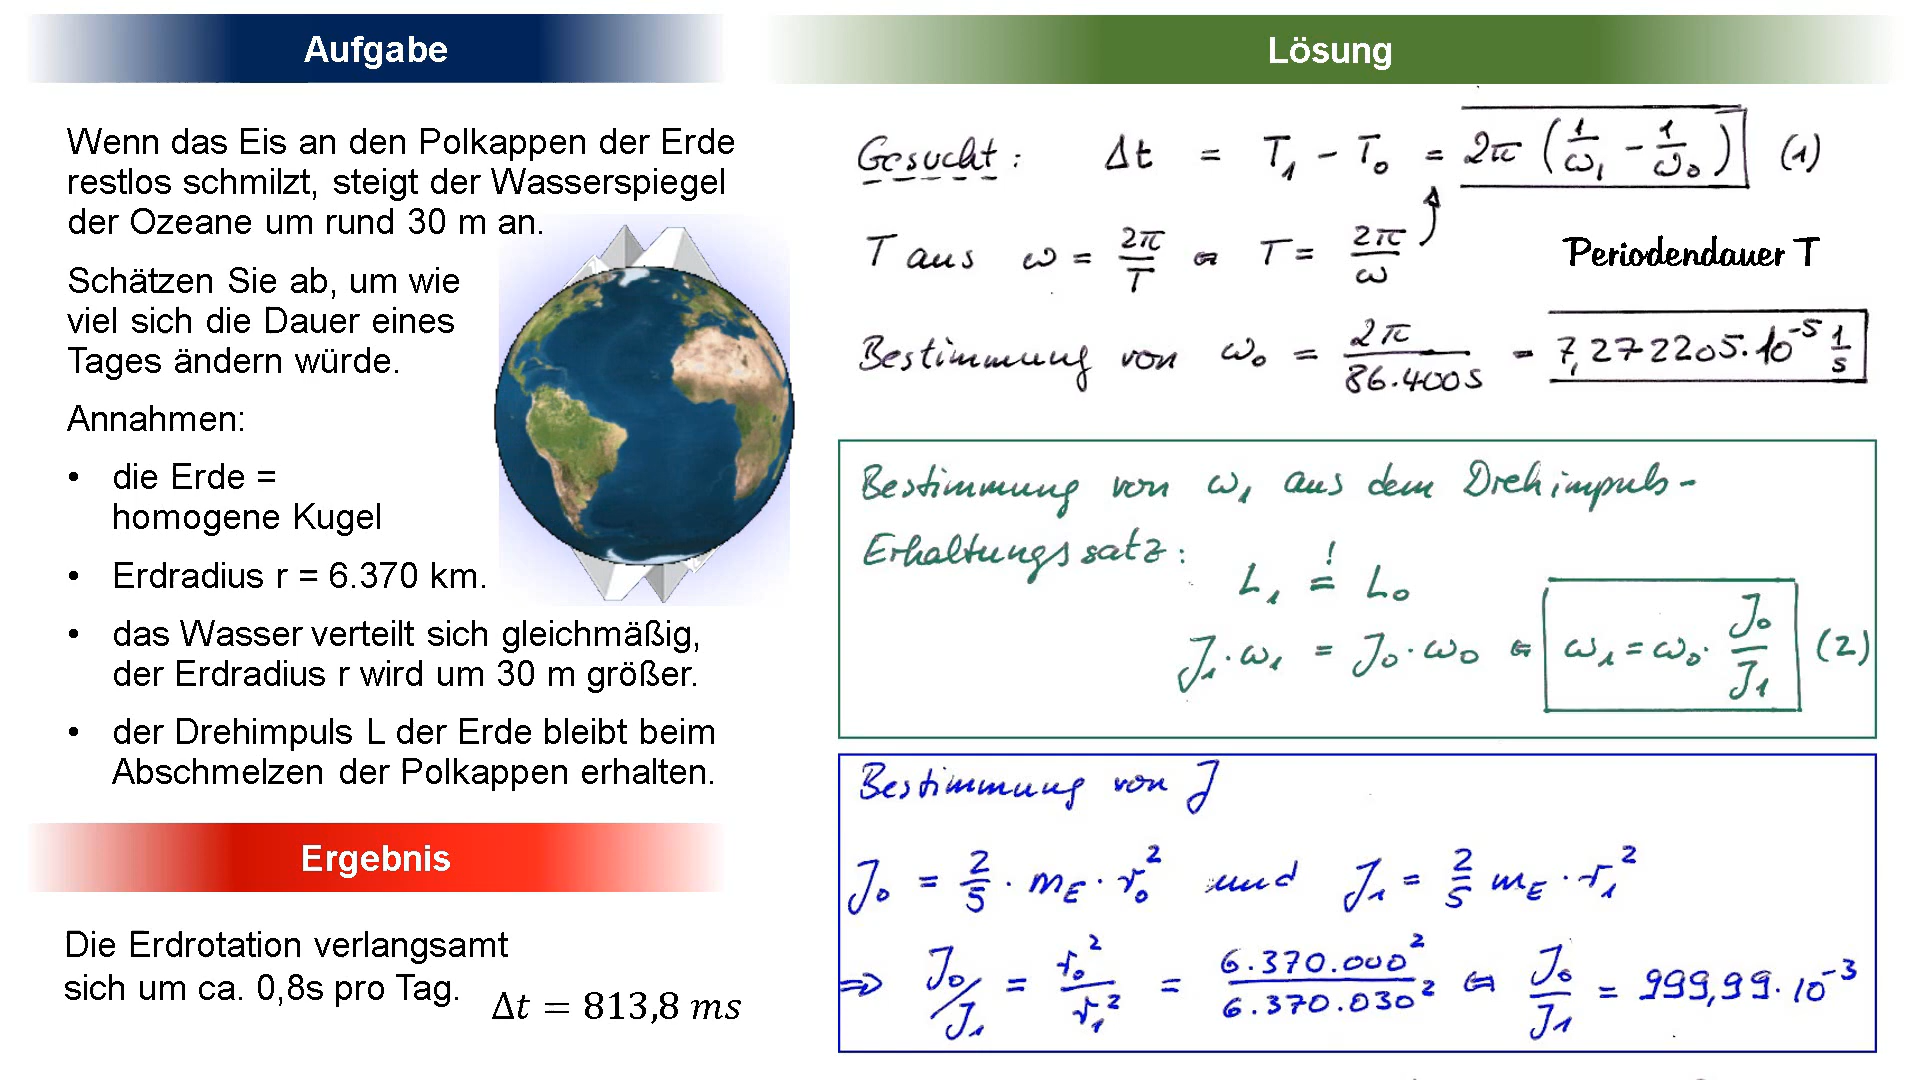 Aufgabe
Wenn das Eis an den Polkappen der Erde
restlos schmilzt, steigt der Wasserspiegel
der Ozeane um rund 30 m an.
Schätzen Sie ab, um wie
viel sich die Dauer eines
Tages ändern würde.
Annahmen:
• die Erde =
homogene Kugel
• Erdradius r = 6.370 km.
• das Wasser verteilt sich gleichmäßig,
der Erdradius r wird um 30 m größer.
• der Drehimpuls L der Erde bleibt beim
Abschmelzen der Polkappen erhalten.
Ergebnis
Die Erdrotation verlangsamt
sich um ca. 0,8s pro Tag.
Δt = 813,8 ms
Lösung
Gesucht: Δt = T₁ - T₀ = 2π (1/ω₁ - 1/ω₀) (1)
T aus ω = 2π/T ⇔ T = 2π/ω
Periodendauer T
Bestimmung von ω₀ = 2π/86.400s = 7,272205·10⁻⁵ 1/s
Bestimmung von ω₁ aus dem Drehimpuls-
Erhaltungssatz:
L₁ =! L₀
J₁·ω₁ = J₀·ω₀ ⇔ ω₁ = ω₀· J₀/J₁ (2)
Bestimmung von J
J₀ = 2/5 · m_E · r₀² und J₁ = 2/5 m_E · r₁²
⇒ J₀/J₁ = r₀²/r₁² = 6.370.000²/6.370.030² ⇔ J₀/J₁ = 999,99·10⁻³